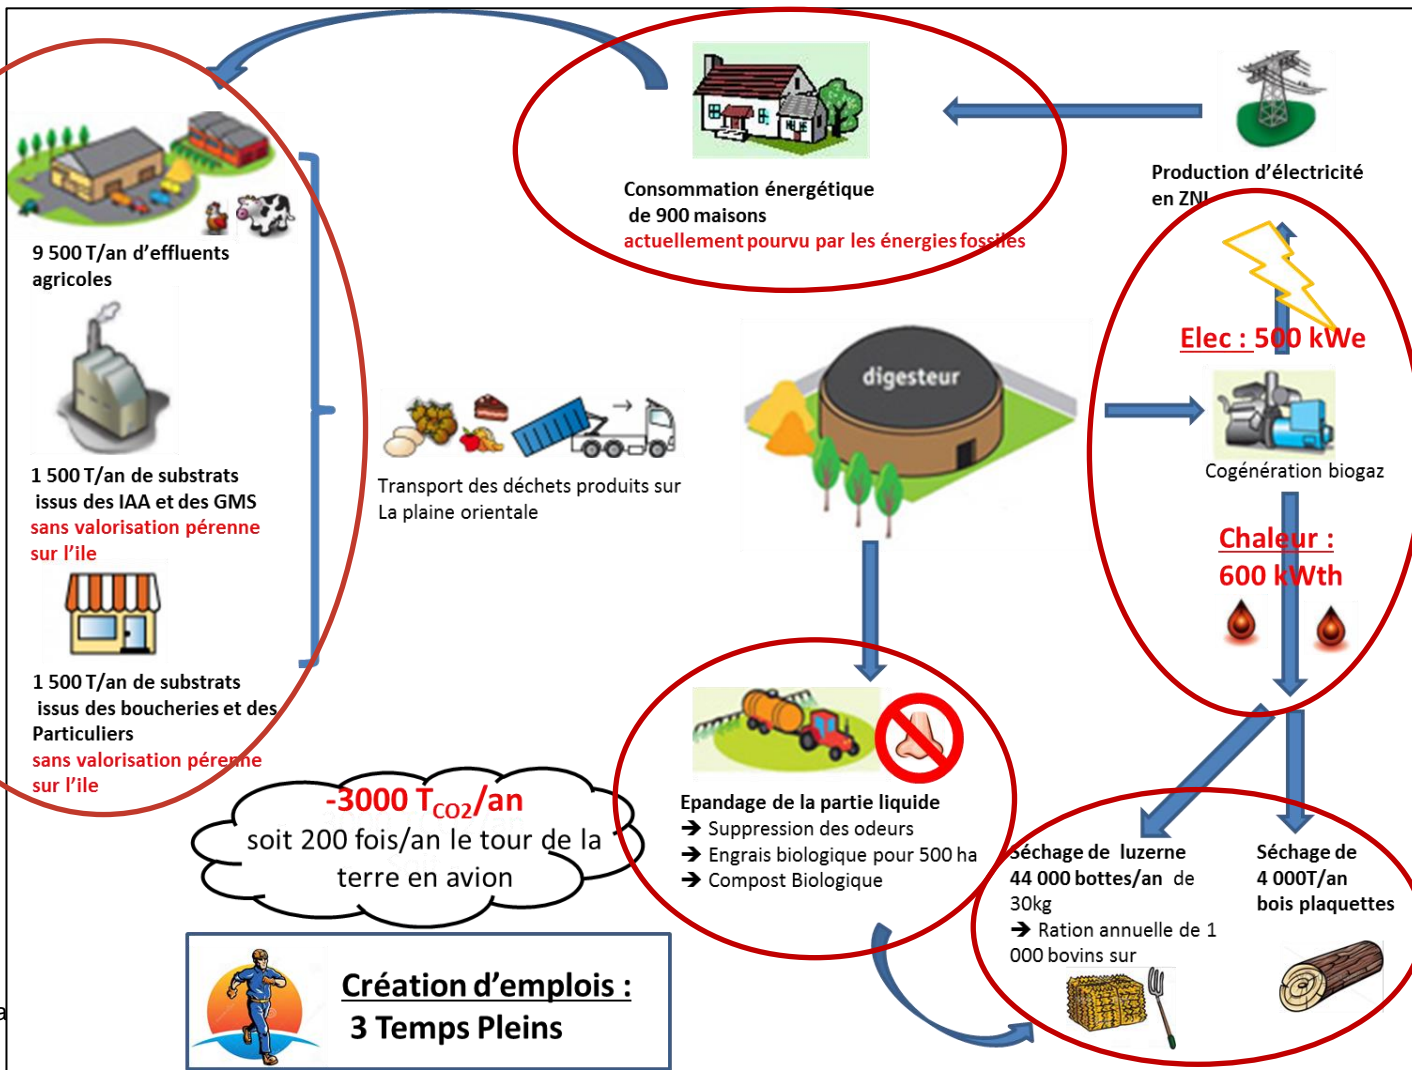 Consommation énergétique
de 900 maisons
actuellement pourvu par les énergies fossiles
Production d'électricité
en ZNI
9 500 T/an d'effluents
agricoles
1 500 T/an de substrats
issus des IAA et des GMS
sans valorisation pérenne
sur l'ile
1 500 T/an de substrats
issus des boucheries et des
Particuliers
sans valorisation pérenne
sur l'ile
Transport des déchets produits sur
La plaine orientale
digesteur
Elec : 500 kWe
Cogénération biogaz
Chaleur :
600 kWth
Epandage de la partie liquide
➔ Suppression des odeurs
➔ Engrais biologique pour 500 ha
➔ Compost Biologique
Séchage de luzerne
44 000 bottes/an de
30kg
➔ Ration annuelle de 1
000 bovins sur
Séchage de
4 000T/an
bois plaquettes
-3000 TCO2/an
soit 200 fois/an le tour de la
terre en avion
Création d'emplois :
3 Temps Pleins
a